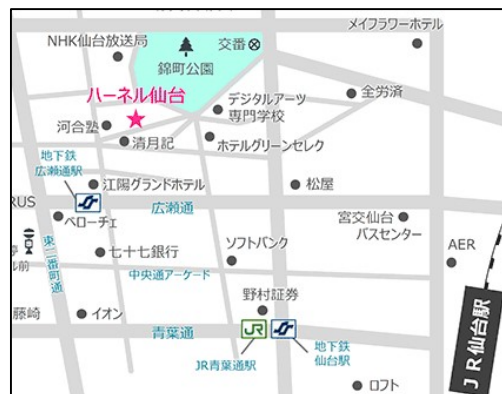 メイフラワーホテル
交番
NHK仙台放送局
錦町公園
ハーネル仙台
デジタルアーツ
専門学校
全労済
河合塾
清月記
ホテルグリーンセレク
地下鉄
広瀬通駅
江陽グランドホテル
松屋
RUS
広瀬通
ベローチェ
宮交仙台
バスセンター
東二番町通
前
七十七銀行
ソフトバンク
AER
中央通アーケード
野村証券
藤崎
イオン
青葉通
JR
JR青葉通駅
地下鉄
仙台駅
JR仙台駅
ロフト